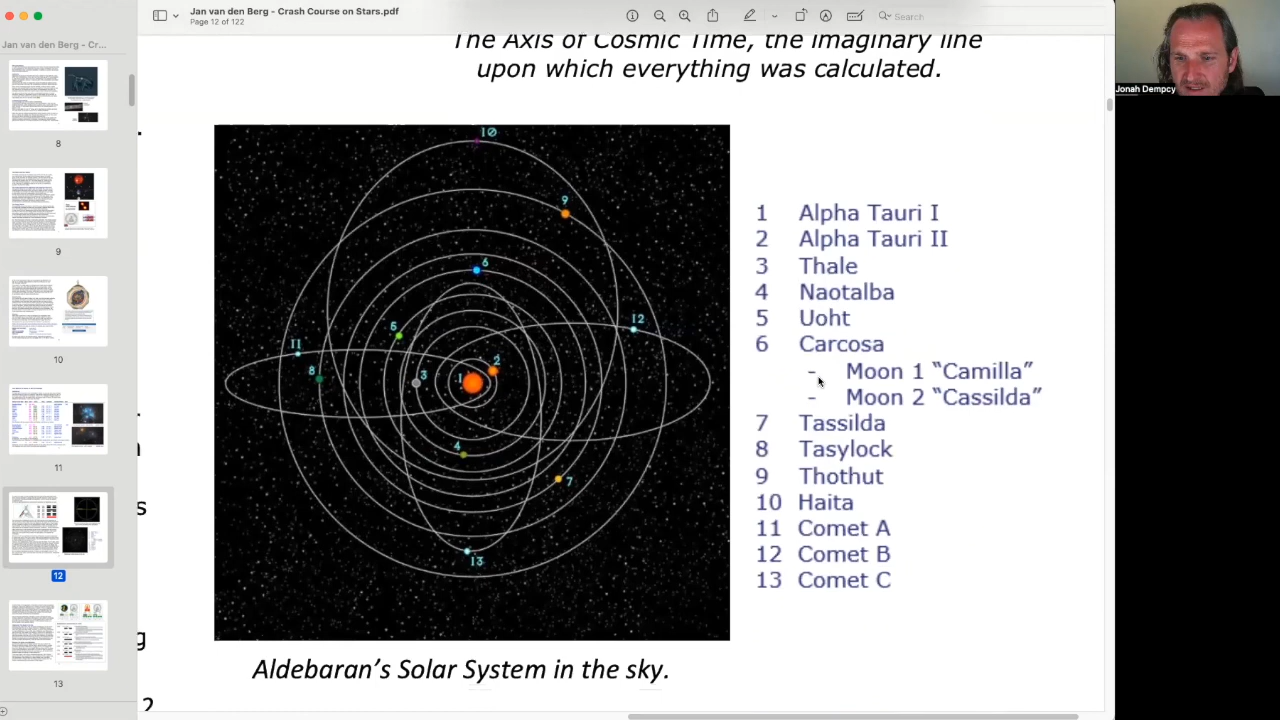 Jan van den Berg - Crash Course on Stars.pdf
Page 12 of 122
Search
Jan van den Berg - Cr...
8
9
10
11
12
13
The Axis of Cosmic Time, the imaginary line
upon which everything was calculated.
10
9
6
12
5
11
8
3
1
2
4
7
13
1 Alpha Tauri I
2 Alpha Tauri II
3 Thale
4 Naotalba
5 Uoht
6 Carcosa
- Moon 1 “Camilla”
- Moon 2 “Cassilda”
7 Tassilda
8 Tasylock
9 Thothut
10 Haita
11 Comet A
12 Comet B
13 Comet C
Aldebaran’s Solar System in the sky.
s
g
2
Jonah Dempcy